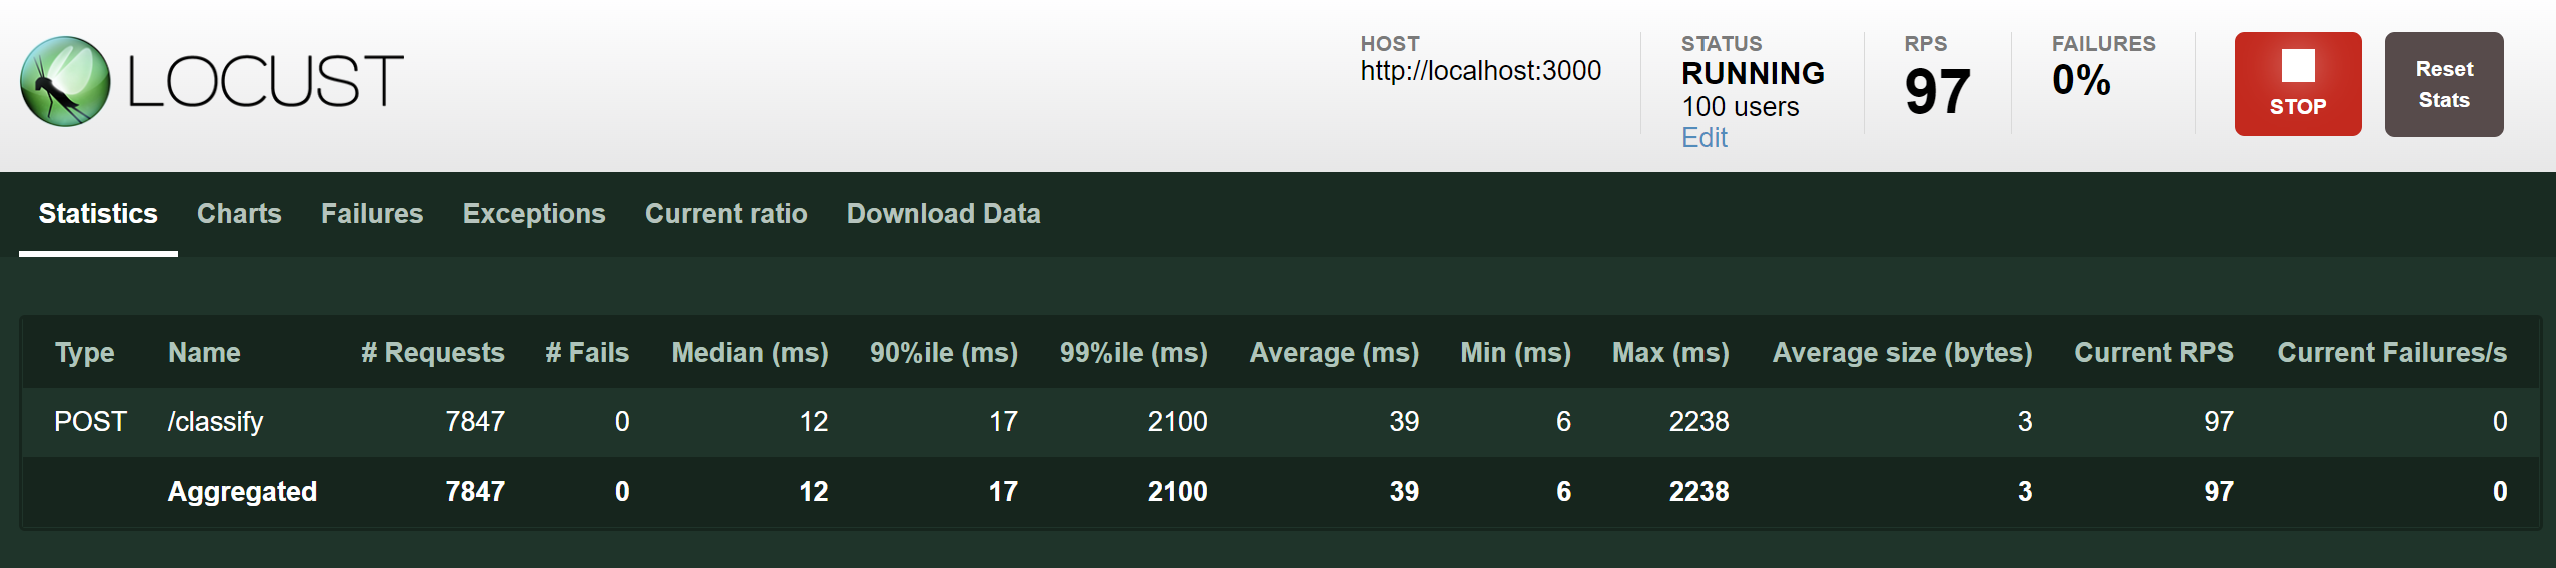 LOCUST
HOST
http://localhost:3000
STATUS
RUNNING
100 users
Edit
RPS
97
FAILURES
0%
STOP
Reset
Stats
Statistics Charts Failures Exceptions Current ratio Download Data
Type Name # Requests # Fails Median (ms) 90%ile (ms) 99%ile (ms) Average (ms) Min (ms) Max (ms) Average size (bytes) Current RPS Current Failures/s
POST /classify 7847 0 12 17 2100 39 6 2238 3 97 0
Aggregated 7847 0 12 17 2100 39 6 2238 3 97 0